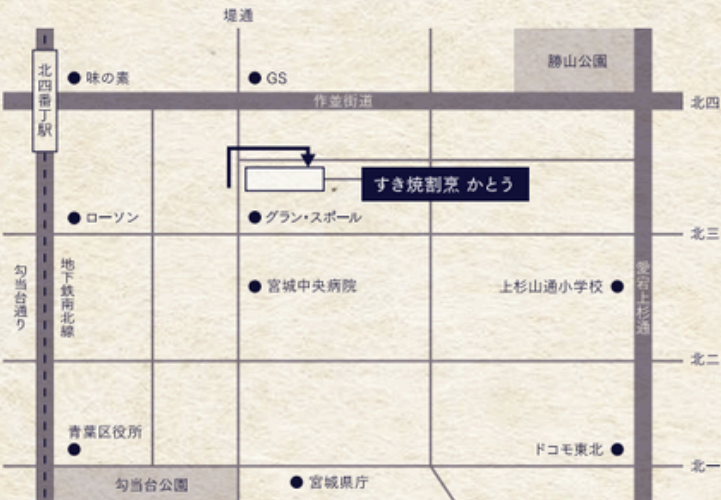 堤通
勝山公園
味の素
GS
北四番丁駅
作並街道
北四
すき焼割烹 かとう
ローソン
グラン・スポール
北三
勾当台通り
地下鉄南北線
宮城中央病院
上杉山通小学校
愛宕上杉通
北二
青葉区役所
ドコモ東北
北一
勾当台公園
宮城県庁